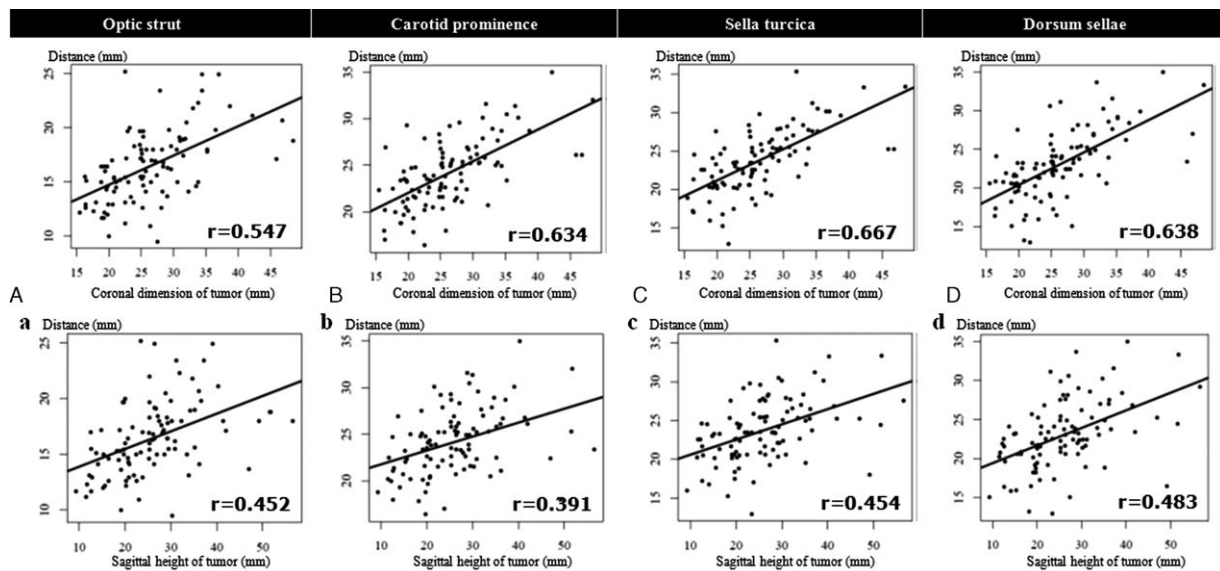 Optic strut Carotid prominence Sella turcica Dorsum sellae
Distance (mm) Distance (mm) Distance (mm) Distance (mm)
25 20 15 10
35 30 25 20
35 30 25 20 15
35 30 25 20 15
r=0.547 r=0.634 r=0.667 r=0.638
15 20 25 30 35 40 45 15 20 25 30 35 40 45 15 20 25 30 35 40 45 15 20 25 30 35 40 45
A Coronal dimension of tumor (mm) B Coronal dimension of tumor (mm) C Coronal dimension of tumor (mm) D Coronal dimension of tumor (mm)
a Distance (mm) b Distance (mm) c Distance (mm) d Distance (mm)
25 20 15 10
35 30 25 20
35 30 25 20 15
35 30 25 20 15
r=0.452 r=0.391 r=0.454 r=0.483
10 20 30 40 50 10 20 30 40 50 10 20 30 40 50 10 20 30 40 50
Sagittal height of tumor (mm) Sagittal height of tumor (mm) Sagittal height of tumor (mm) Sagittal height of tumor (mm)